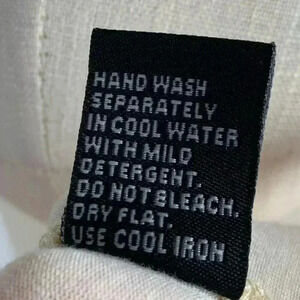 HAND WASH
SEPARATELY
IN COOL WATER
WITH MILD
DETERGENT.
DO NOT BLEACH.
DRY FLAT.
USE COOL IRON